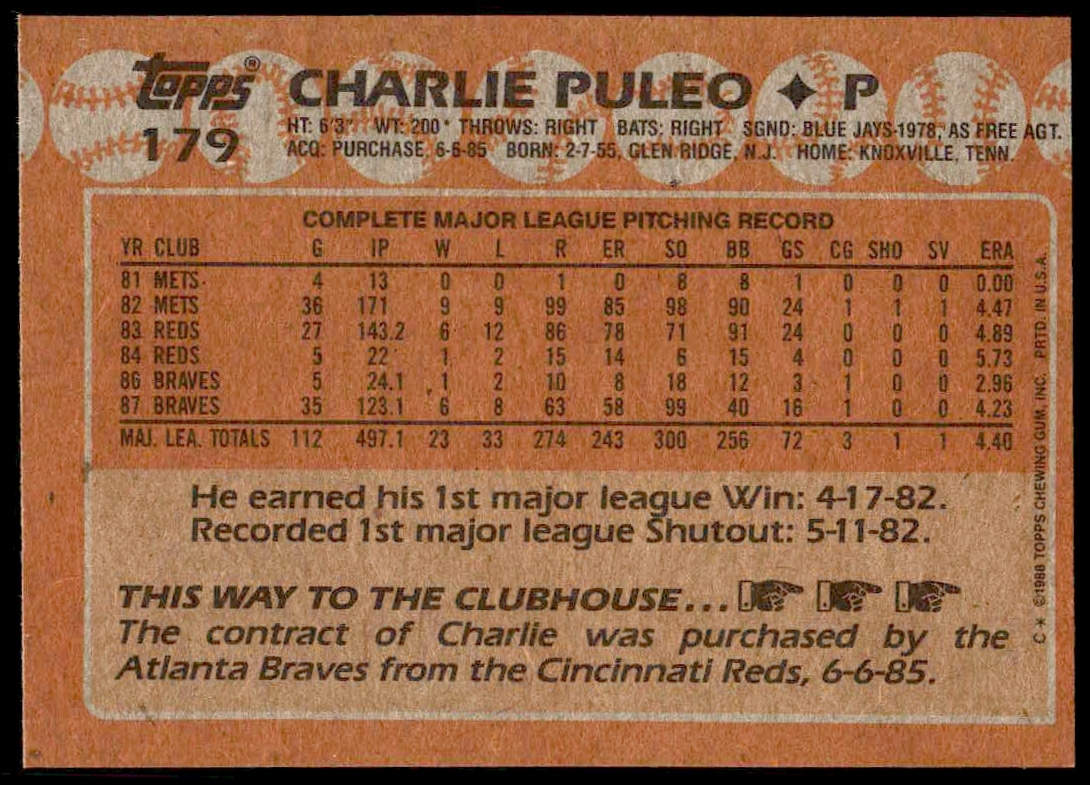 topps® CHARLIE PULEO ✦ P
179
HT: 6'3" WT: 200 THROWS: RIGHT BATS: RIGHT SGND: BLUE JAYS-1978, AS FREE AGT.
ACQ: PURCHASE, 6-6-85 BORN: 2-7-55, GLEN RIDGE, N.J. HOME: KNOXVILLE, TENN.
COMPLETE MAJOR LEAGUE PITCHING RECORD
YR CLUB G IP W L R ER SO BB GS CG SHO SV ERA
81 METS 4 13 0 0 1 0 8 8 1 0 0 0 0.00
82 METS 36 171 9 9 99 85 98 90 24 1 1 1 4.47
83 REDS 27 143.2 6 12 86 78 71 91 24 0 0 0 4.89
84 REDS 5 22 1 2 15 14 6 15 4 0 0 0 5.73
86 BRAVES 5 24.1 1 2 10 8 18 12 3 1 0 0 2.96
87 BRAVES 35 123.1 6 8 63 58 99 40 16 1 0 0 4.23
MAJ. LEA. TOTALS 112 497.1 23 33 274 243 300 256 72 3 1 1 4.40
He earned his 1st major league Win: 4-17-82.
Recorded 1st major league Shutout: 5-11-82.
THIS WAY TO THE CLUBHOUSE...
The contract of Charlie was purchased by the
Atlanta Braves from the Cincinnati Reds, 6-6-85.
C* ©1988 TOPPS CHEWING GUM, INC. PRTD. IN U.S.A.